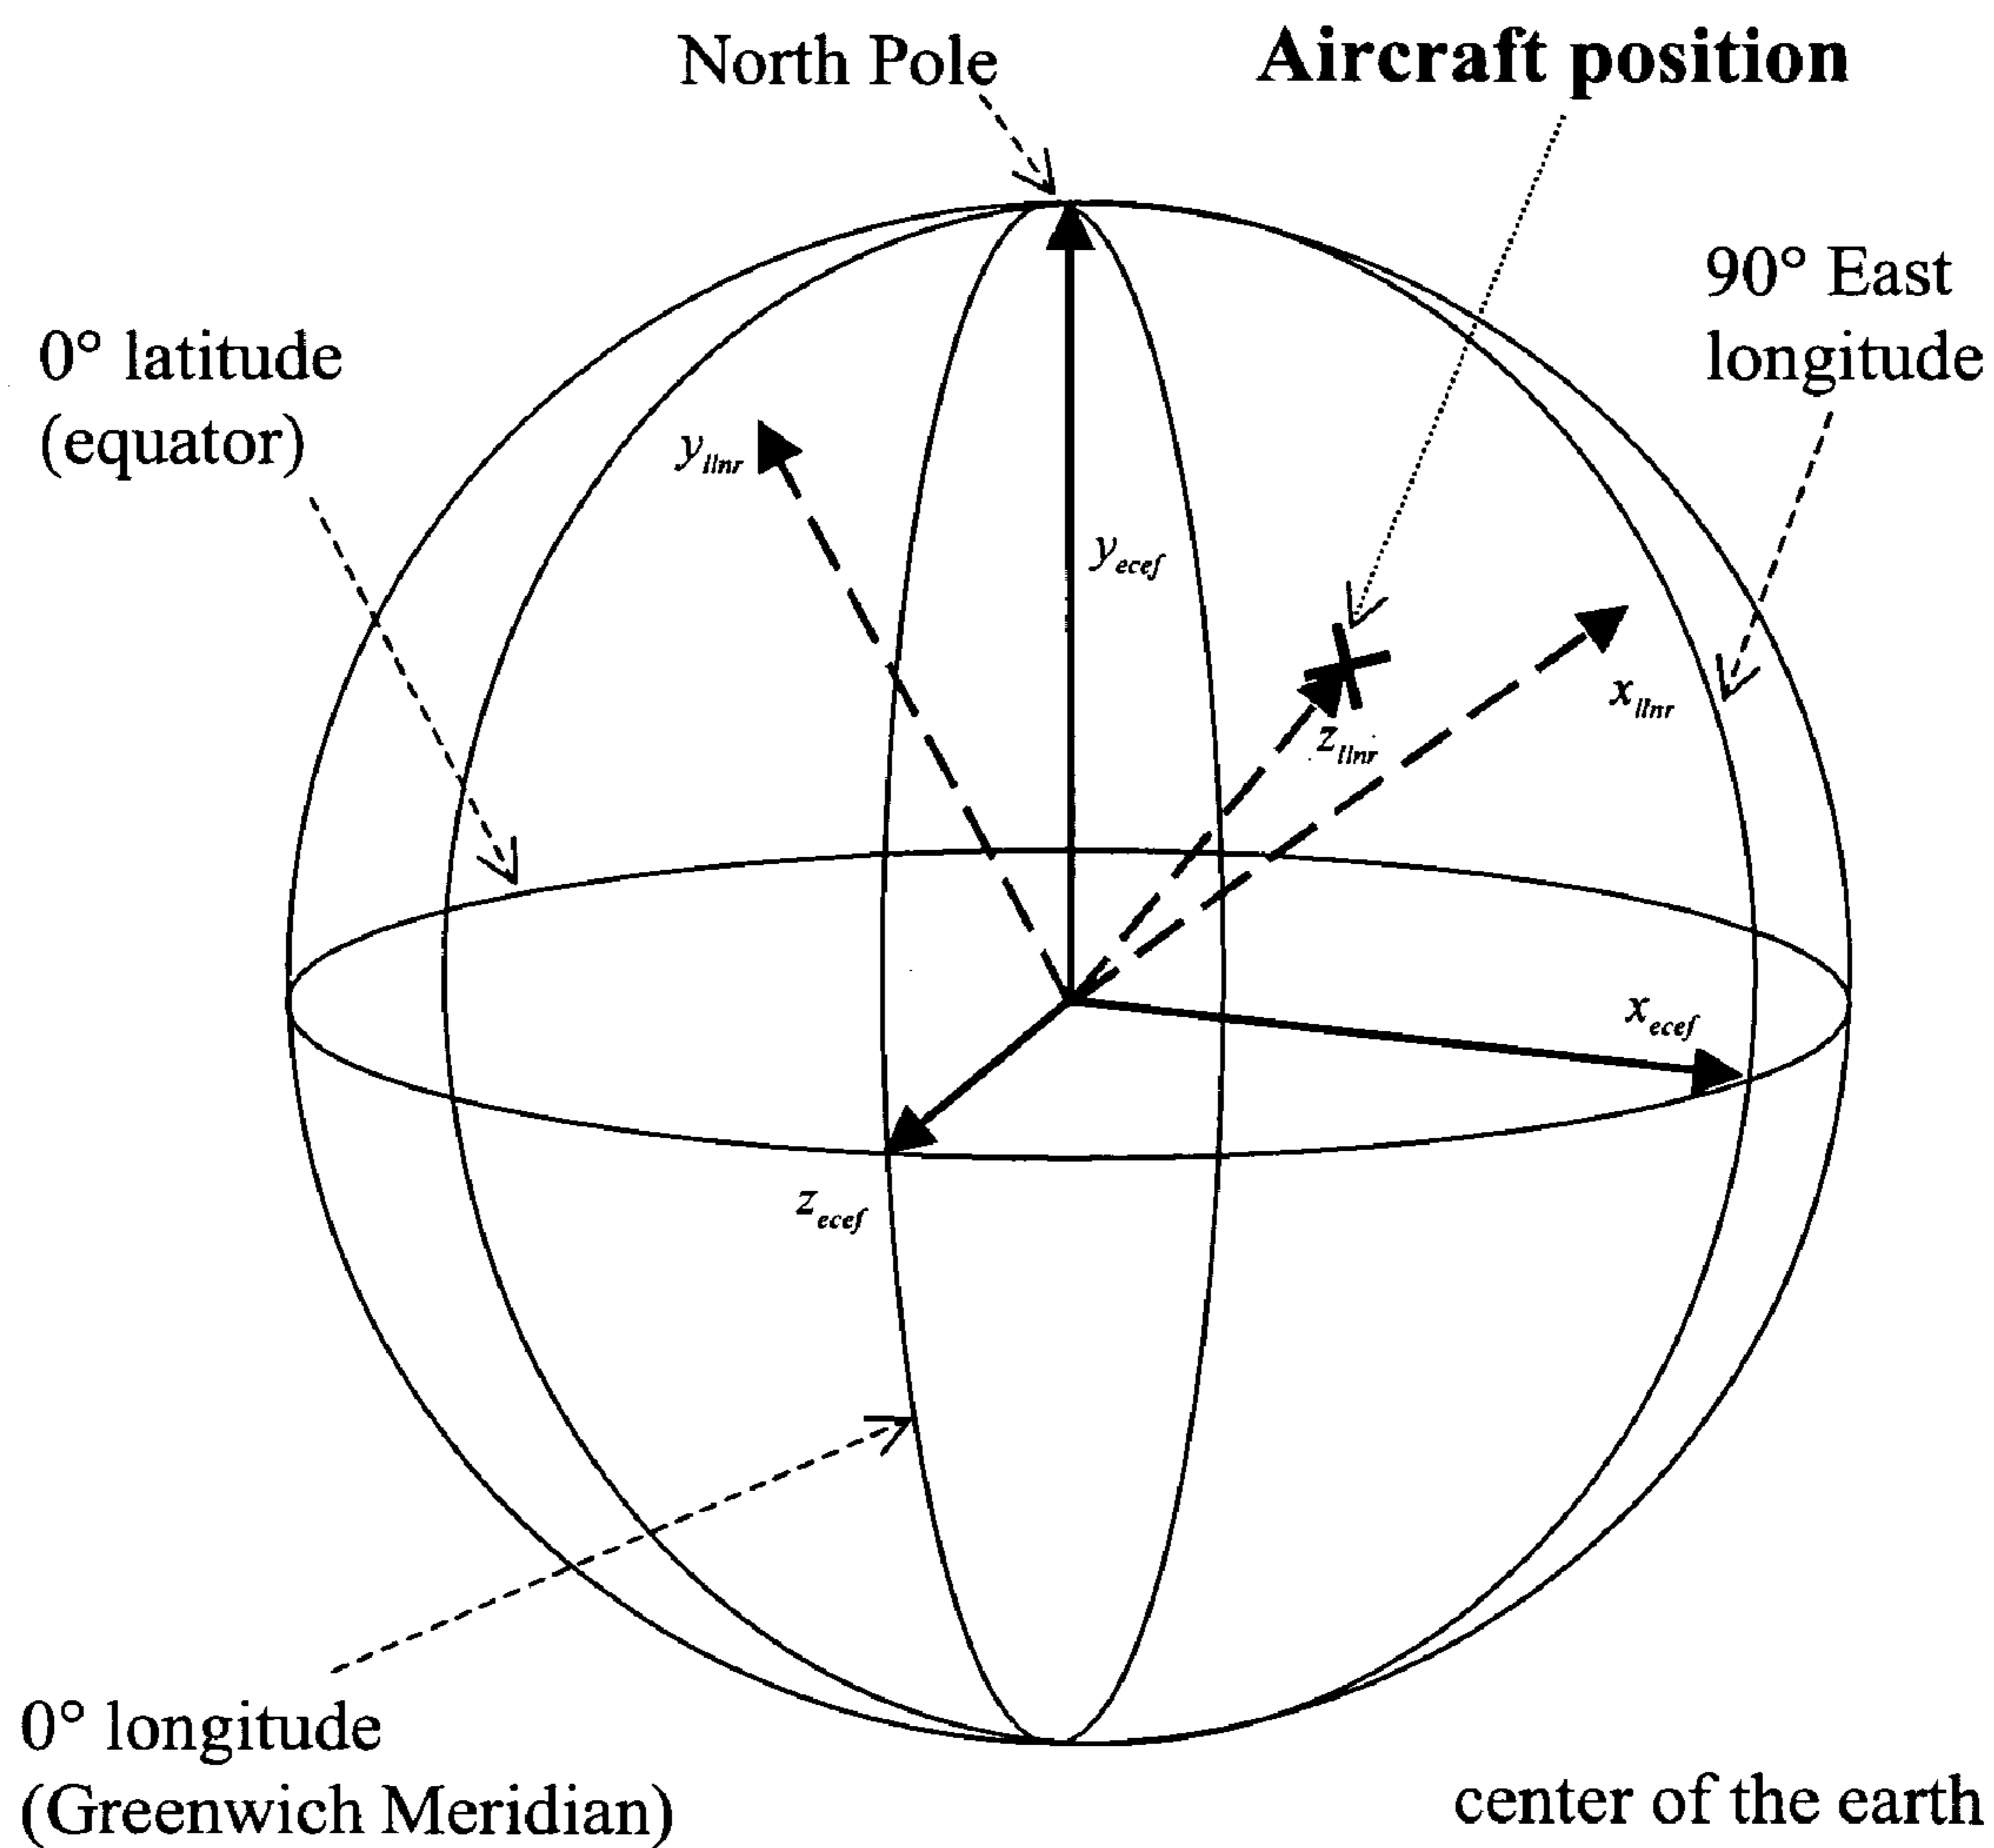 North Pole
Aircraft position
90° East
longitude
0° latitude
(equator)
y_llnr
y_ecef
x_llnr
z_llnr
x_ecef
z_ecef
0° longitude
(Greenwich Meridian)
center of the earth